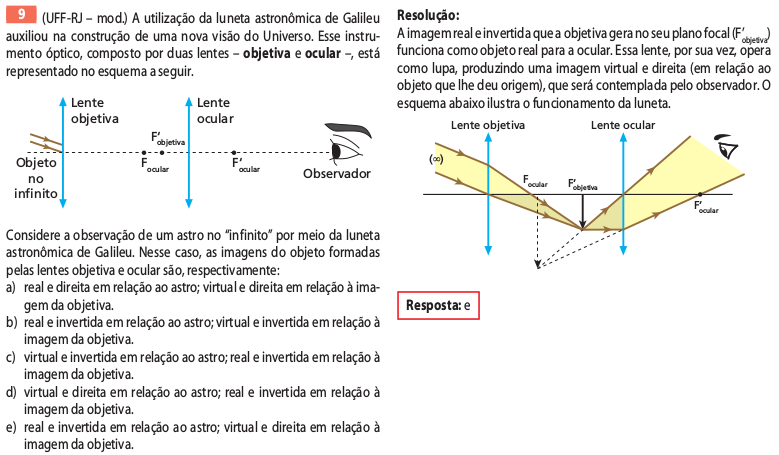 9 (UFF-RJ – mod.) A utilização da luneta astronômica de Galileu
auxiliou na construção de uma nova visão do Universo. Esse instru-
mento óptico, composto por duas lentes – objetiva e ocular –, está
representado no esquema a seguir.
Lente
objetiva
Lente
ocular
F'objetiva
Focular
F'ocular
Objeto
no
infinito
Observador
Considere a observação de um astro no “infinito” por meio da luneta
astronômica de Galileu. Nesse caso, as imagens do objeto formadas
pelas lentes objetiva e ocular são, respectivamente:
a) real e direita em relação ao astro; virtual e direita em relação à ima-
gem da objetiva.
b) real e invertida em relação ao astro; virtual e invertida em relação à
imagem da objetiva.
c) virtual e invertida em relação ao astro; real e invertida em relação à
imagem da objetiva.
d) virtual e direita em relação ao astro; real e invertida em relação à
imagem da objetiva.
e) real e invertida em relação ao astro; virtual e direita em relação à
imagem da objetiva.
Resolução:
A imagem real e invertida que a objetiva gera no seu plano focal (F'objetiva)
funciona como objeto real para a ocular. Essa lente, por sua vez, opera
como lupa, produzindo uma imagem virtual e direita (em relação ao
objeto que lhe deu origem), que será contemplada pelo observador. O
esquema abaixo ilustra o funcionamento da luneta.
Lente objetiva
Lente ocular
(∞)
Focular
F'objetiva
F'ocular
Resposta: e